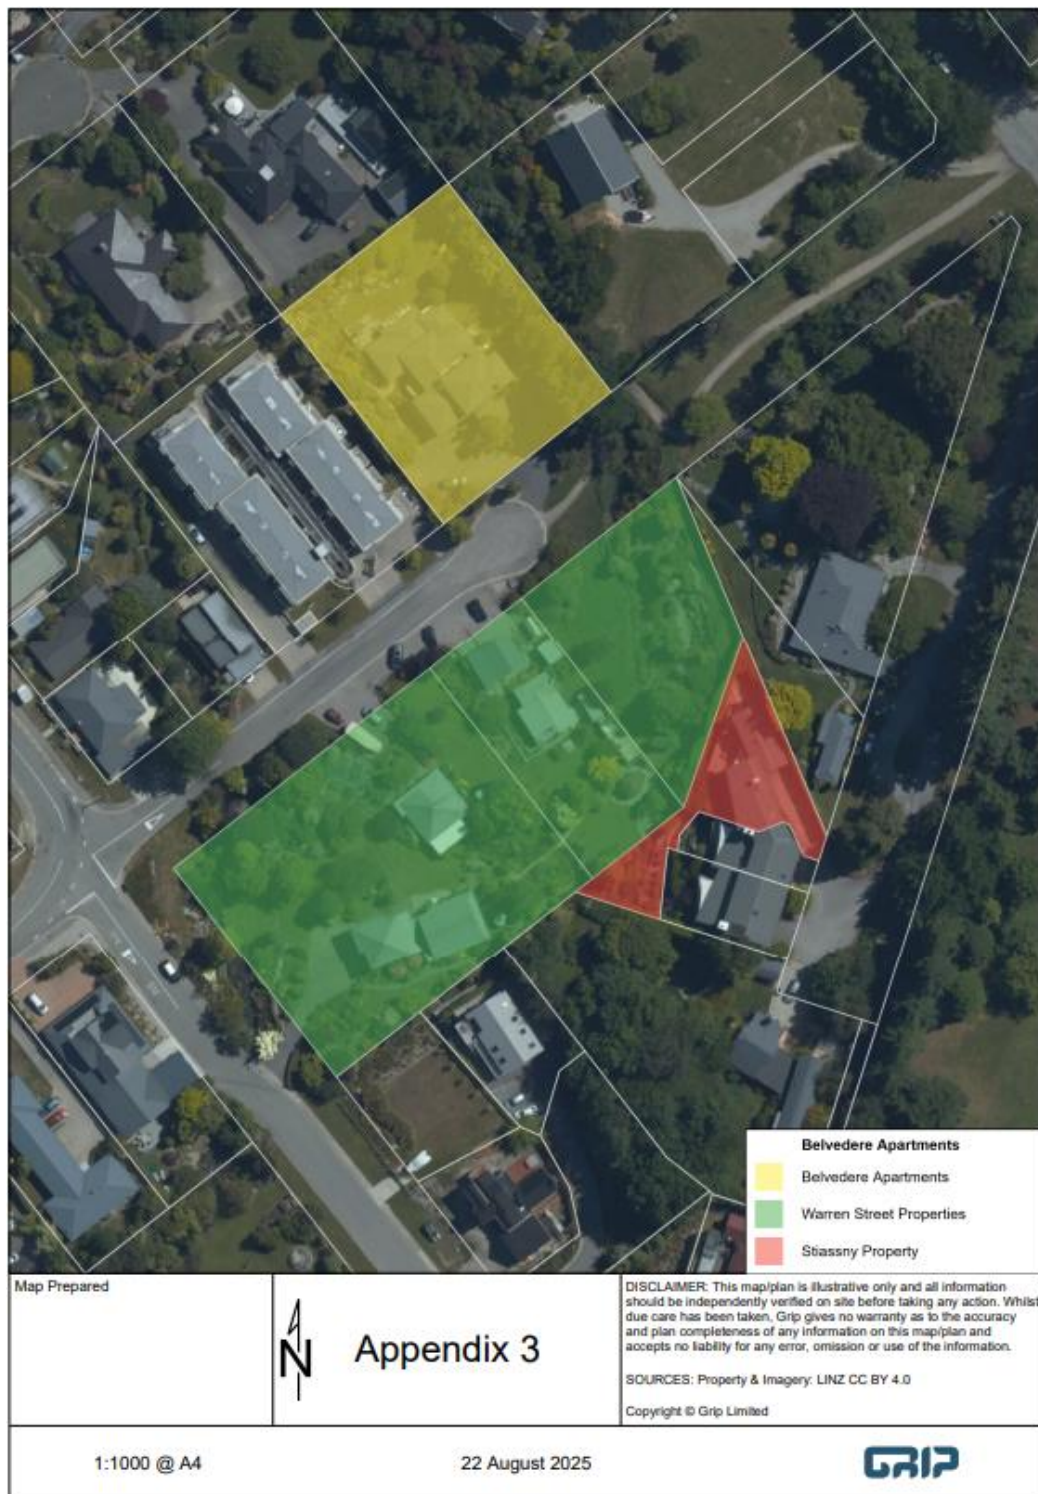 Belvedere Apartments
Belvedere Apartments
Warren Street Properties
Stiassny Property
Map Prepared
N
Appendix 3
DISCLAIMER: This map/plan is illustrative only and all information
should be independently verified on site before taking any action. Whilst
due care has been taken, Grip gives no warranty as to the accuracy
and plan completeness of any information on this map/plan and
accepts no liability for any error, omission or use of the information.
SOURCES: Property & Imagery: LINZ CC BY 4.0
Copyright © Grip Limited
1:1000 @ A4
22 August 2025
GRIP